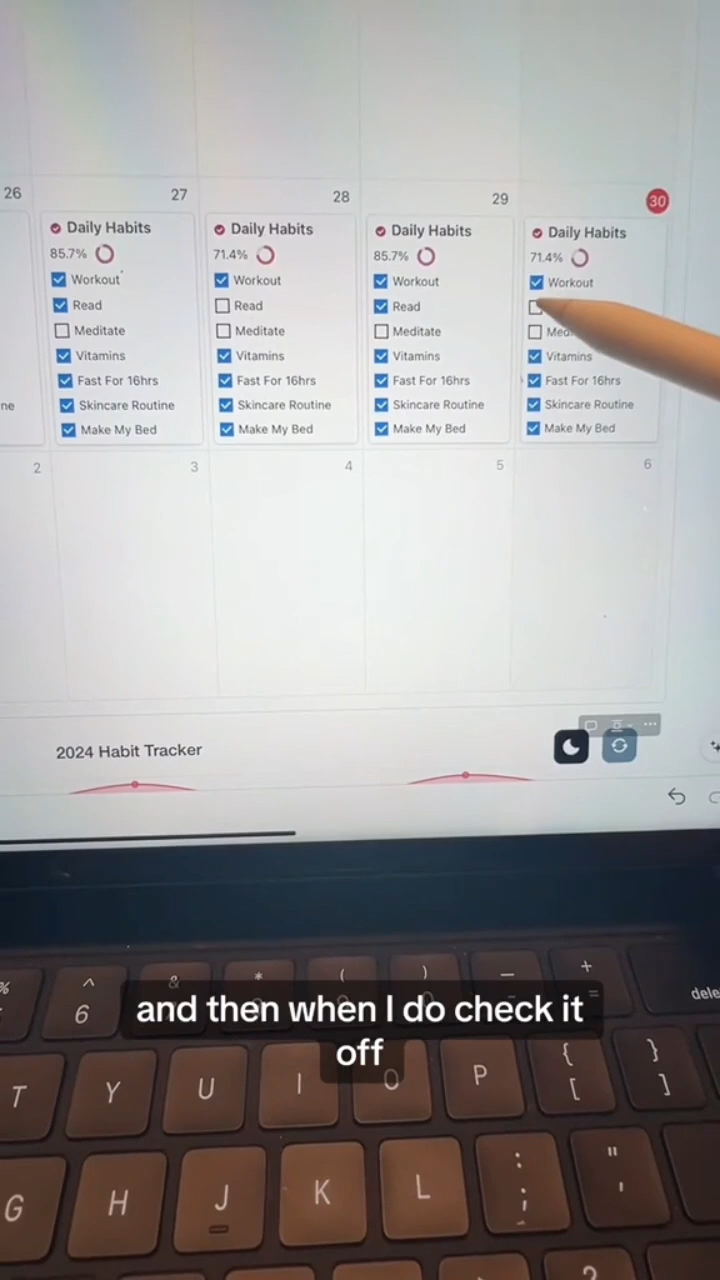 26
27
28
29
30
Daily Habits
85.7%
Workout
Read
Meditate
Vitamins
Fast For 16hrs
Skincare Routine
Make My Bed
Daily Habits
71.4%
Workout
Read
Meditate
Vitamins
Fast For 16hrs
Skincare Routine
Make My Bed
Daily Habits
85.7%
Workout
Read
Meditate
Vitamins
Fast For 16hrs
Skincare Routine
Make My Bed
Daily Habits
71.4%
Workout
Vitamins
Fast For 16hrs
Skincare Routine
Make My Bed
ne
2
3
4
5
6
2024 Habit Tracker
and then when I do check it
off
% ^ & * ( ) — +
6 = dele
T Y U I O P { [ } ]
G H J K L : ; " '
?